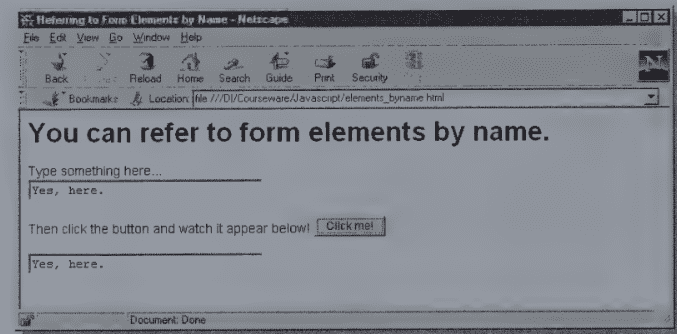 Referring to Form Elements by Name - Netscape
File Edit View Go Window Help
Back Reload Home Search Guide Print Security
N
Bookmarks Location: file:///D|/Courseware/Javascript/elements_byname.html
You can refer to form elements by name.
Type something here...
Yes, here.
Then click the button and watch it appear below! Click me!
Yes, here.
Document: Done